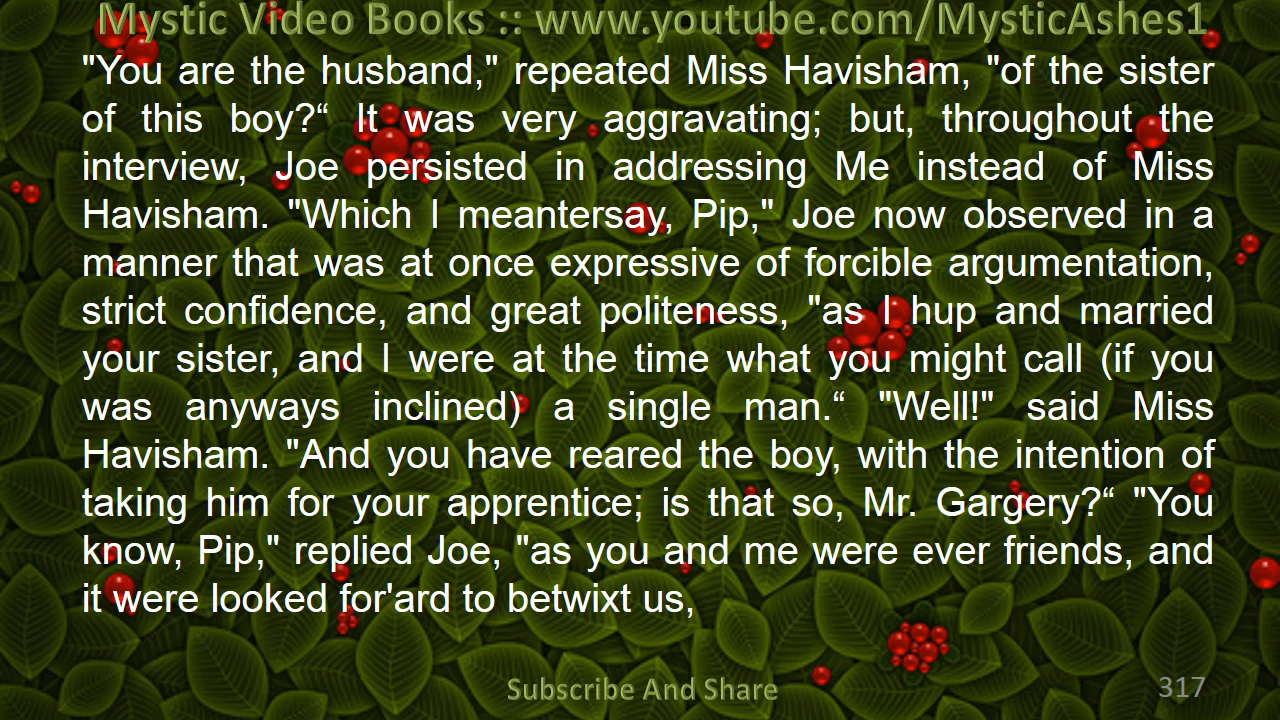 Mystic Video Books :: www.youtube.com/MysticAshes1
"You are the husband," repeated Miss Havisham, "of the sister
of this boy?“ It was very aggravating; but, throughout the
interview, Joe persisted in addressing Me instead of Miss
Havisham. "Which I meantersay, Pip," Joe now observed in a
manner that was at once expressive of forcible argumentation,
strict confidence, and great politeness, "as I hup and married
your sister, and I were at the time what you might call (if you
was anyways inclined) a single man.“ "Well!" said Miss
Havisham. "And you have reared the boy, with the intention of
taking him for your apprentice; is that so, Mr. Gargery?“ "You
know, Pip," replied Joe, "as you and me were ever friends, and
it were looked for'ard to betwixt us,
Subscribe And Share
317